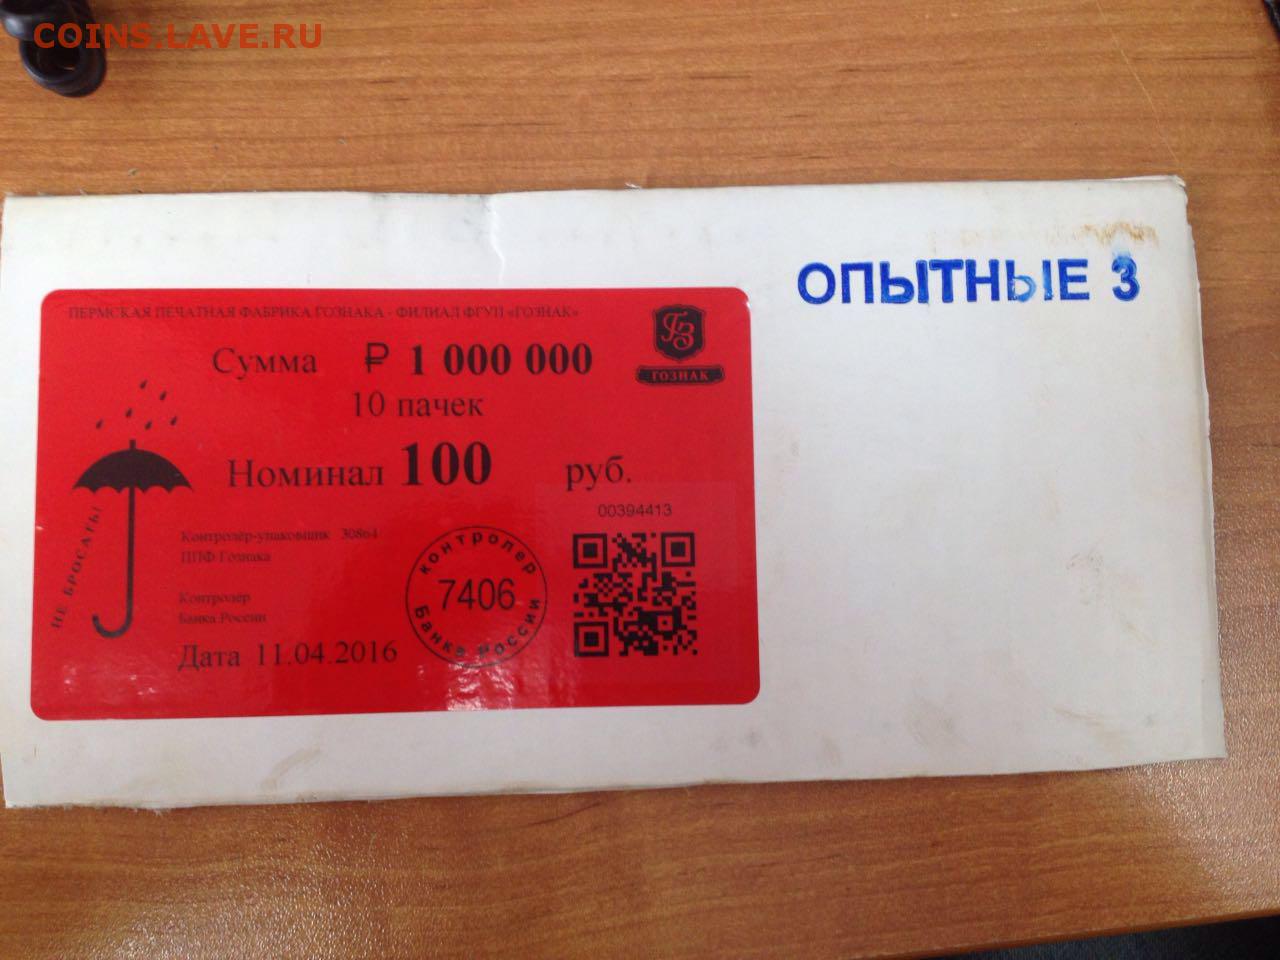 COINS.LAVE.RU
ОПЫТНЫЕ 3
ПЕРМСКАЯ ПЕЧАТНАЯ ФАБРИКА ГОЗНАКА - ФИЛИАЛ ФГУП «ГОЗНАК»
Сумма ₽ 1 000 000
ГЗ
ГОЗНАК
10 пачек
Номинал 100 руб.
НЕ БРОСАТЬ!
00394413
Контролёр-упаковщик 30864
ППФ Гознака
Контролёр
Банка России
контролер
7406
Банка России
Дата 11.04.2016